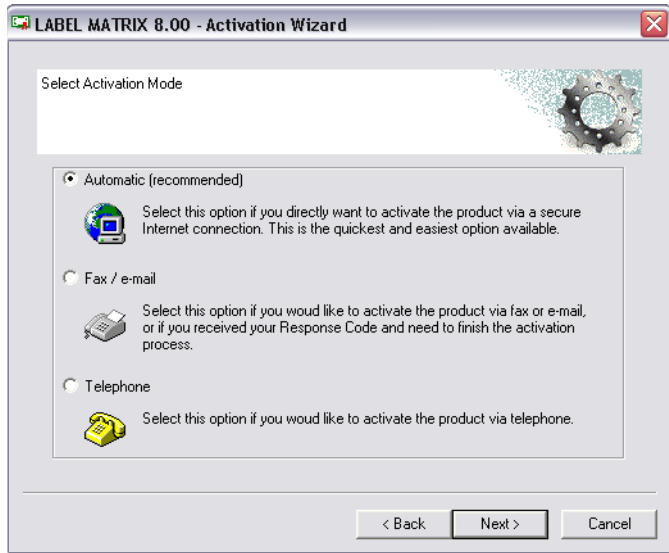 LABEL MATRIX 8.00 - Activation Wizard
Select Activation Mode
Automatic (recommended)
Select this option if you directly want to activate the product via a secure
Internet connection. This is the quickest and easiest option available.
Fax / e-mail
Select this option if you woud like to activate the product via fax or e-mail,
or if you received your Response Code and need to finish the activation
process.
Telephone
Select this option if you woud like to activate the product via telephone.
< Back
Next >
Cancel